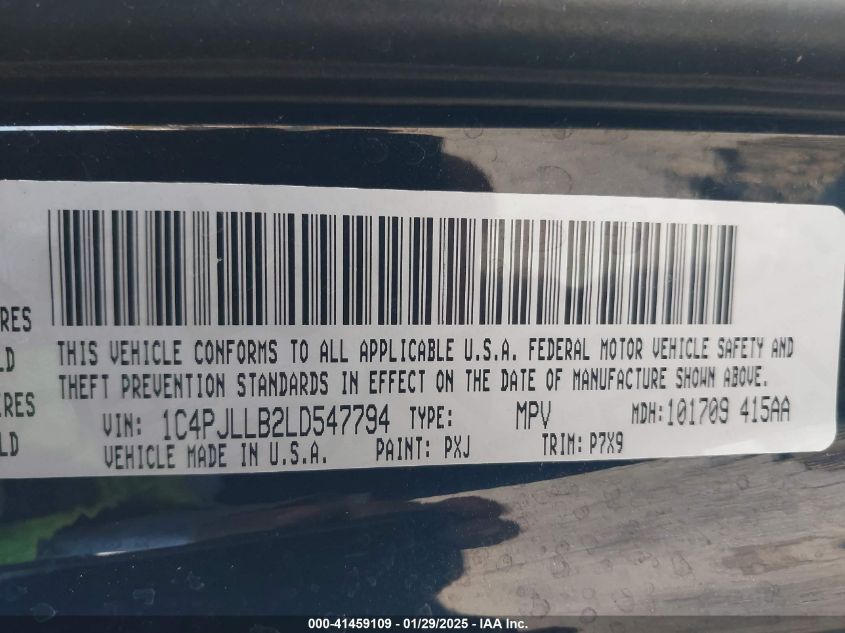 RES
LD
RES
LD
THIS VEHICLE CONFORMS TO ALL APPLICABLE U.S.A. FEDERAL MOTOR VEHICLE SAFETY AND
THEFT PREVENTION STANDARDS IN EFFECT ON THE DATE OF MANUFACTURE SHOWN ABOVE.
VIN: 1C4PJLLB2LD547794 TYPE: MPV MDH:101709 415AA
VEHICLE MADE IN U.S.A. PAINT: PXJ TRIM: P7X9
000-41459109 - 01/29/2025 - IAA Inc.